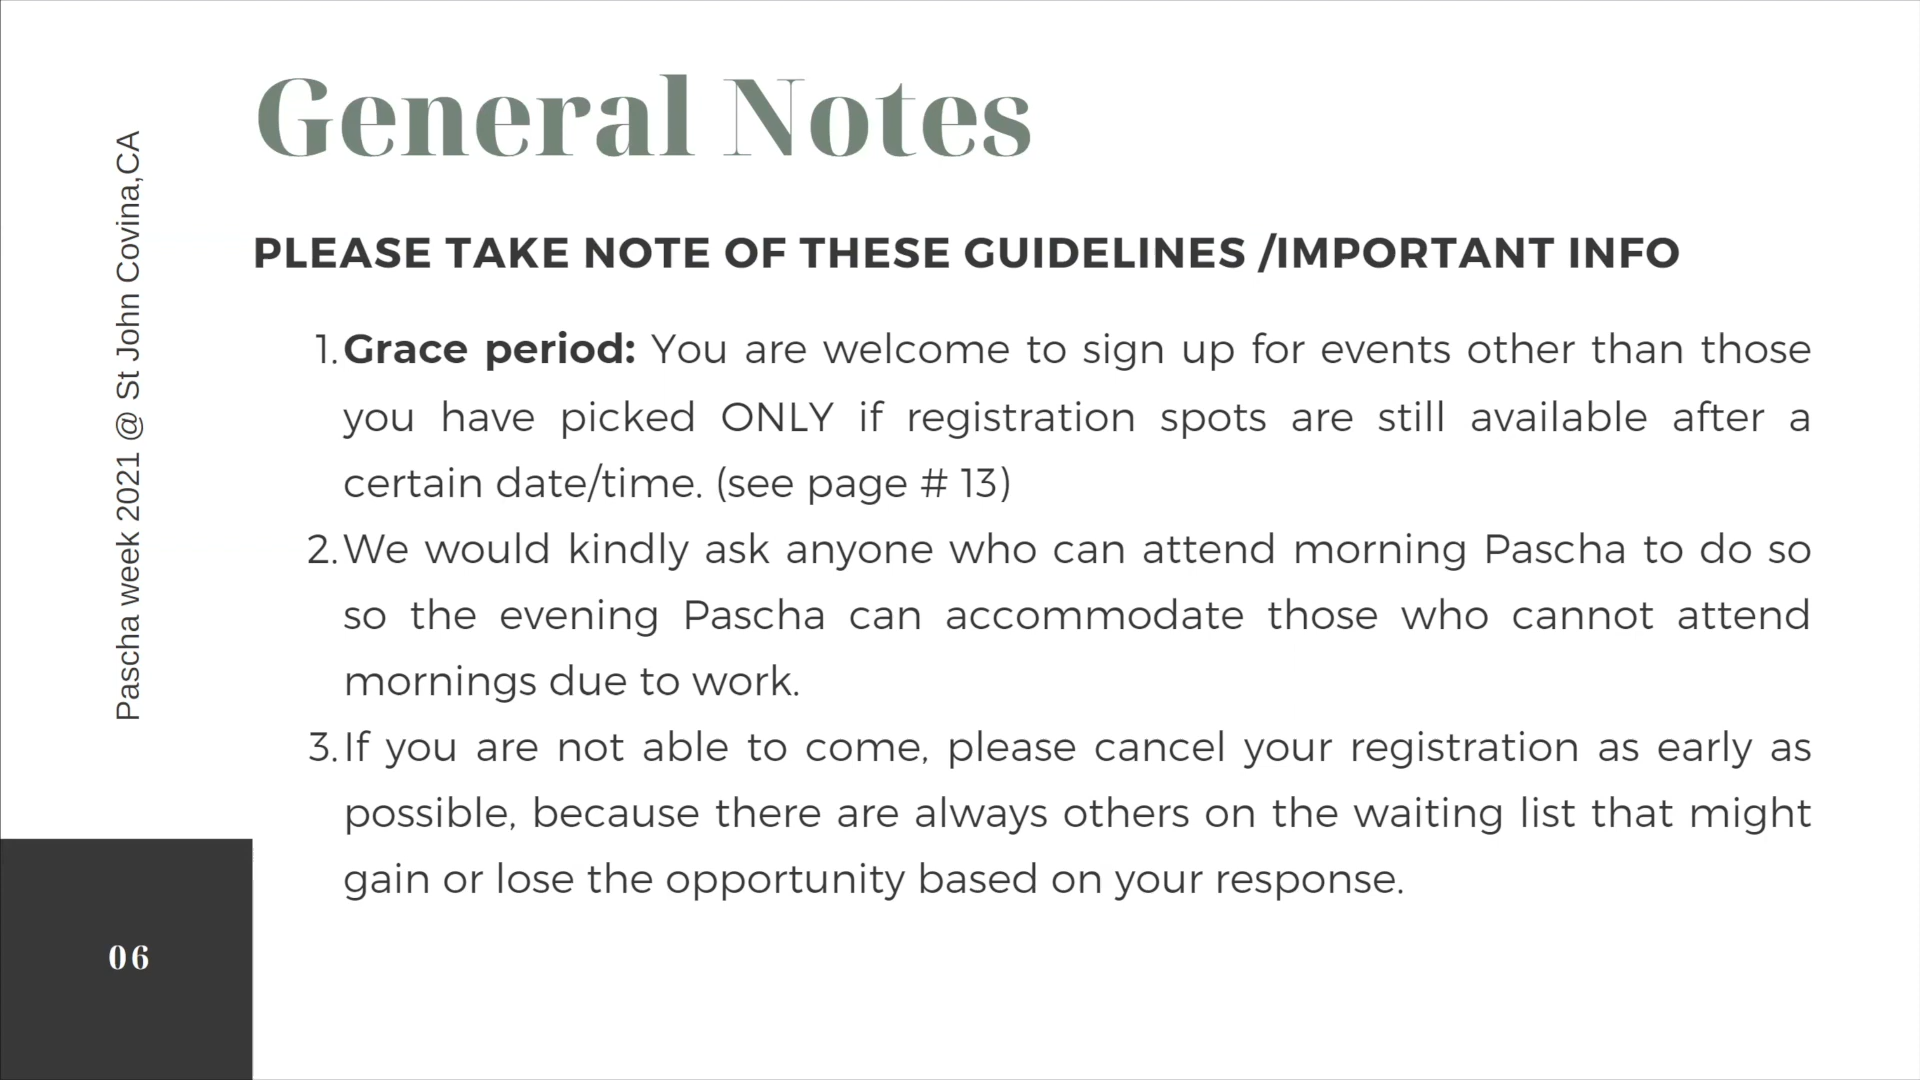 General Notes
PLEASE TAKE NOTE OF THESE GUIDELINES /IMPORTANT INFO
1. Grace period: You are welcome to sign up for events other than those
you have picked ONLY if registration spots are still available after a
certain date/time. (see page # 13)
2. We would kindly ask anyone who can attend morning Pascha to do so
so the evening Pascha can accommodate those who cannot attend
mornings due to work.
3. If you are not able to come, please cancel your registration as early as
possible, because there are always others on the waiting list that might
gain or lose the opportunity based on your response.
Pascha week 2021 @ St John Covina,CA
06